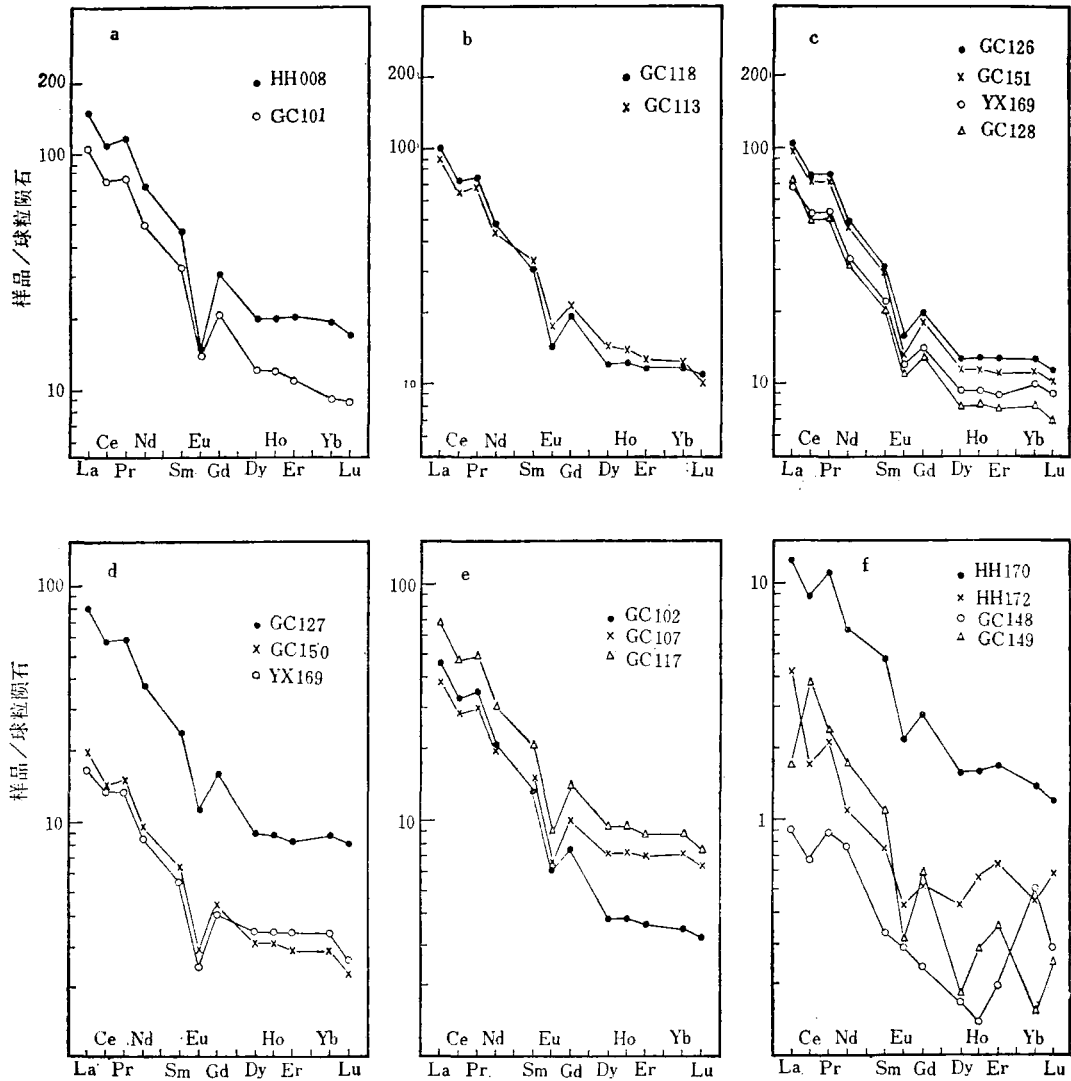 a
200
HH008
GC101
100
10
样品/球粒陨石
Ce Nd Eu Ho Yb
La Pr Sm Gd Dy Er Lu
b
200
GC118
GC113
100
10
Ce Nd Eu Ho Yb
La Pr Sm Gd Dy Er Lu
c
GC126
200
GC151
YX169
GC128
100
10
Ce Nd Eu Ho Yb
La Pr Sm Gd Dy Er Lu
d
100
GC127
GC150
YX169
10
样品/球粒陨石
Ce Nd Eu Ho Yb
La Pr Sm Gd Dy Er Lu
e
100
GC102
GC107
GC117
10
Ce Nd Eu Ho Yb
La Pr Sm Gd Dy Er Lu
f
10
HH170
HH172
GC148
GC149
1
Ce Nd Eu Ho Yb
La Pr Sm Gd Dy Er Lu